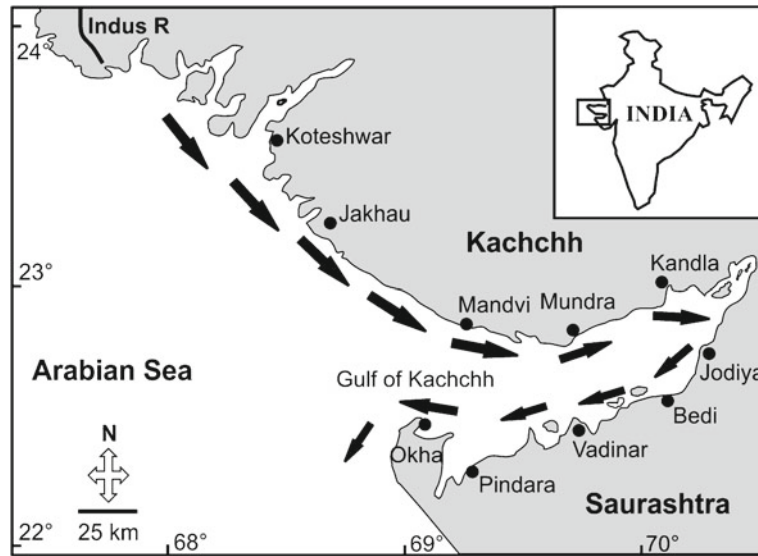 Indus R
24°
INDIA
Koteshwar
Jakhau
Kachchh
23°
Kandla
Mandvi
Mundra
Arabian Sea
Gulf of Kachchh
Jodiya
Bedi
N
Okha
Vadinar
Pindara
25 km
Saurashtra
22°
68°
69°
70°